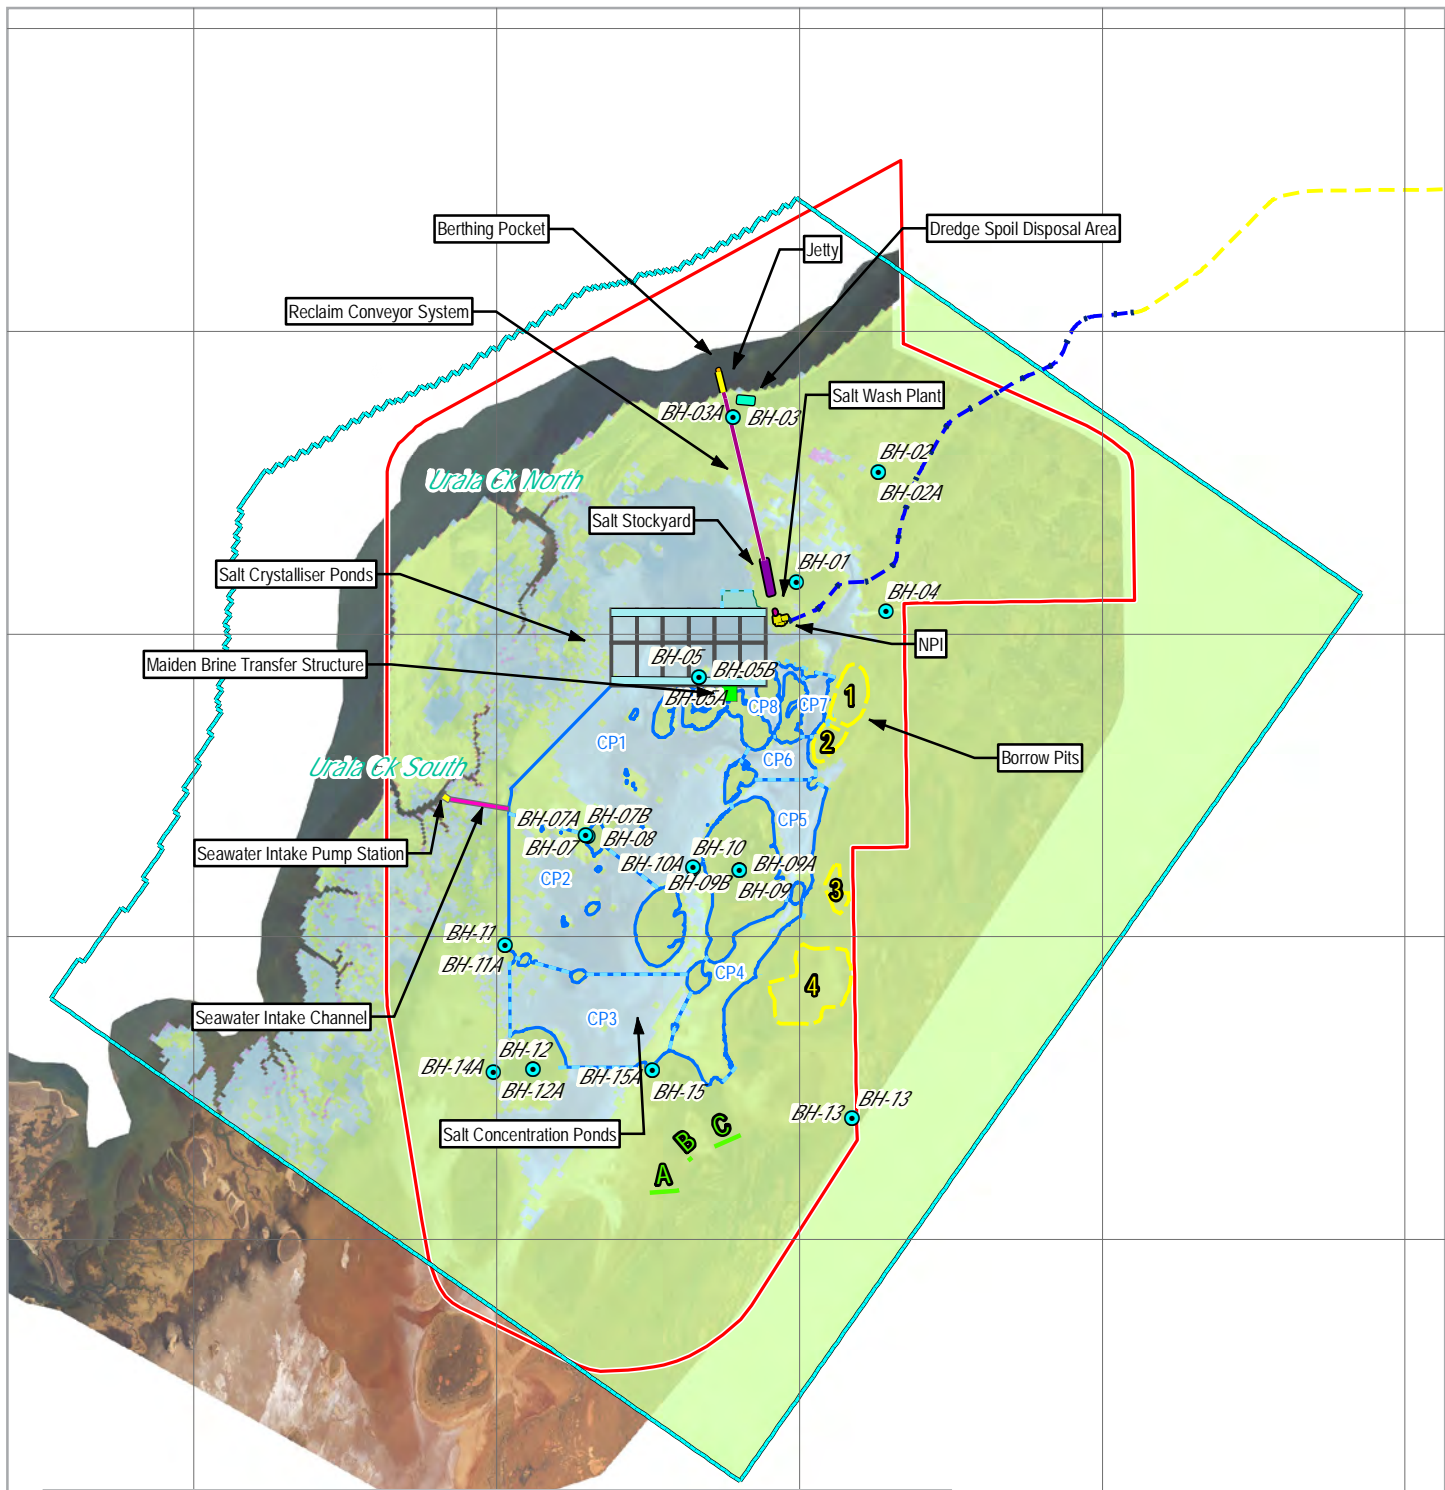 Berthing Pocket
Dredge Spoil Disposal Area
Jetty
Reclaim Conveyor System
Salt Wash Plant
BH-03A
BH-03
BH-02
BH-02A
Urala Ck North
Salt Stockyard
BH-01
Salt Crystalliser Ponds
BH-04
NPI
Maiden Brine Transfer Structure
BH-05
BH-05B
BH-05A
CP8
CP7
1
CP1
2
CP6
Borrow Pits
Urala Ck South
BH-07A
BH-07B
CP5
BH-07
BH-08
Seawater Intake Pump Station
BH-10
BH-10A
BH-09A
CP2
BH-09B
BH-09
3
BH-11
BH-11A
CP4
4
Seawater Intake Channel
CP3
BH-12
BH-14A
BH-12A
BH-15A
BH-15
BH-13
BH-13
Salt Concentration Ponds
C
B
A